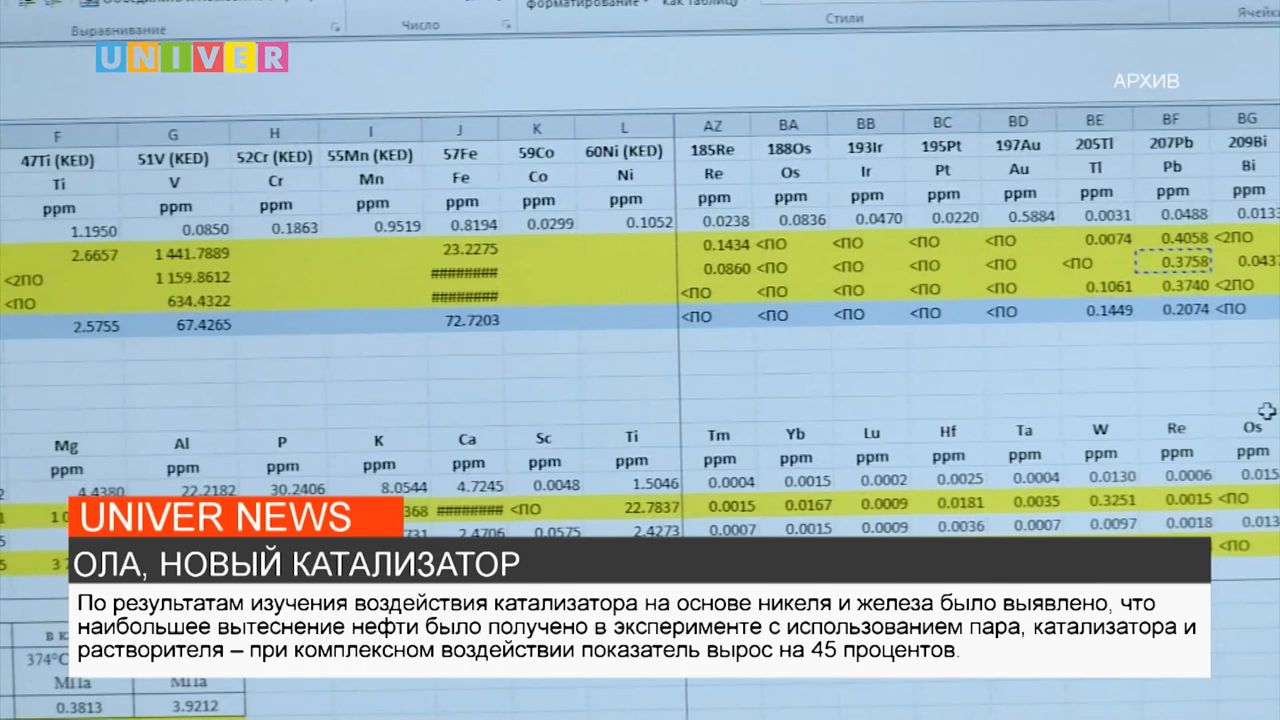 форматирование как таблицу
Выравнивание Число Стили
UNIVER
АРХИВ
F G H I J K L AZ BA BB BC BD BE BF BG
47Ti (KED) 51V (KED) 52Cr (KED) 55Mn (KED) 57Fe 59Co 60Ni (KED) 185Re 188Os 193Ir 195Pt 197Au 205Tl 207Pb 209Bi
Ti V Cr Mn Fe Co Ni Re Os Ir Pt Au Tl Pb Bi
ppm ppm ppm ppm ppm ppm ppm ppm ppm ppm ppm ppm ppm ppm ppm
1.1950 0.0850 0.1863 0.9519 0.8194 0.0299 0.1052 0.0238 0.0836 0.0470 0.0220 0.5884 0.0031 0.0488
2.6657 1 441.7889 23.2275 0.1434 <ПО <ПО <ПО <ПО 0.0074 0.4058 <2ПО
<2ПО 1 159.8612 ######## 0.0860 <ПО <ПО <ПО <ПО <ПО 0.3758 0.0437
<ПО 634.4322 ######## <ПО <ПО <ПО <ПО <ПО 0.1061 0.3740 <2ПО
2.5755 67.4265 72.7203 <ПО <ПО <ПО <ПО <ПО 0.1449 0.2074 <ПО
Mg Al P K Ca Sc Ti Tm Yb Lu Hf Ta W Re Os
ppm ppm ppm ppm ppm ppm ppm ppm ppm ppm ppm ppm ppm ppm ppm
4.4380 22.2182 30.2406 8.0544 4.7245 0.0048 1.5046 0.0004 0.0015 0.0002 0.0025 0.0004 0.0130 0.0006 0.015
368 ######## <ПО 22.7837 0.0015 0.0167 0.0009 0.0181 0.0035 0.3251 0.0015 <ПО
2.4706 0.0575 2.4273 0.0007 0.0015 0.0009 0.0036 0.0007 0.0097 0.0018 0.013
<ПО
UNIVER NEWS
ОЛА, НОВЫЙ КАТАЛИЗАТОР
По результатам изучения воздействия катализатора на основе никеля и железа было выявлено, что
наибольшее вытеснение нефти было получено в эксперименте с использованием пара, катализатора и
растворителя – при комплексном воздействии показатель вырос на 45 процентов.
374°C
МПа МПа
0.3813 3.9212